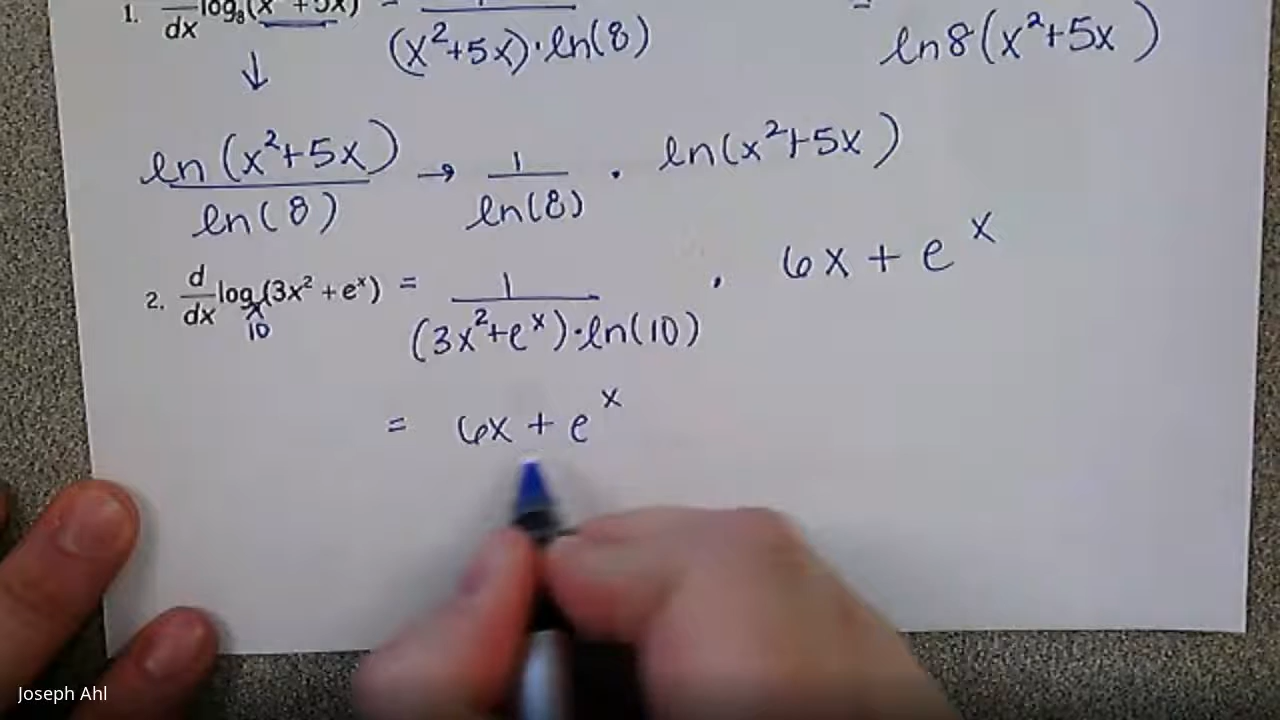 1. d/dx log₈(x² + 5x) = 1/((x²+5x)·ln(8)) = ln8(x²+5x)
↓
ln(x²+5x)/ln(8) → 1/ln(8) · ln(x²+5x)
2. d/dx log(3x² + eˣ) = 1/((3x²+eˣ)·ln(10)) · 6x + eˣ
10
= 6x + eˣ
Joseph Ahl